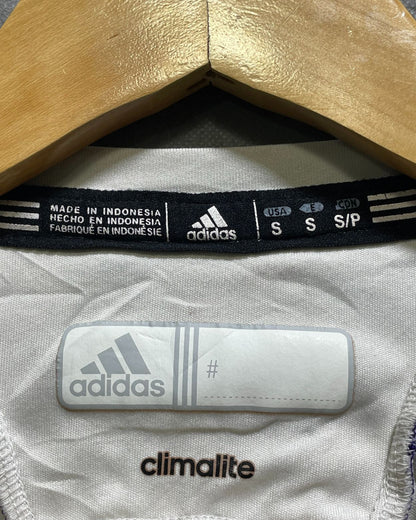 MADE IN INDONESIA
HECHO EN INDONESIA
FABRIQUÉ EN INDONÉSIE
adidas
USA E CDN
S S S/P
adidas
#
climalite